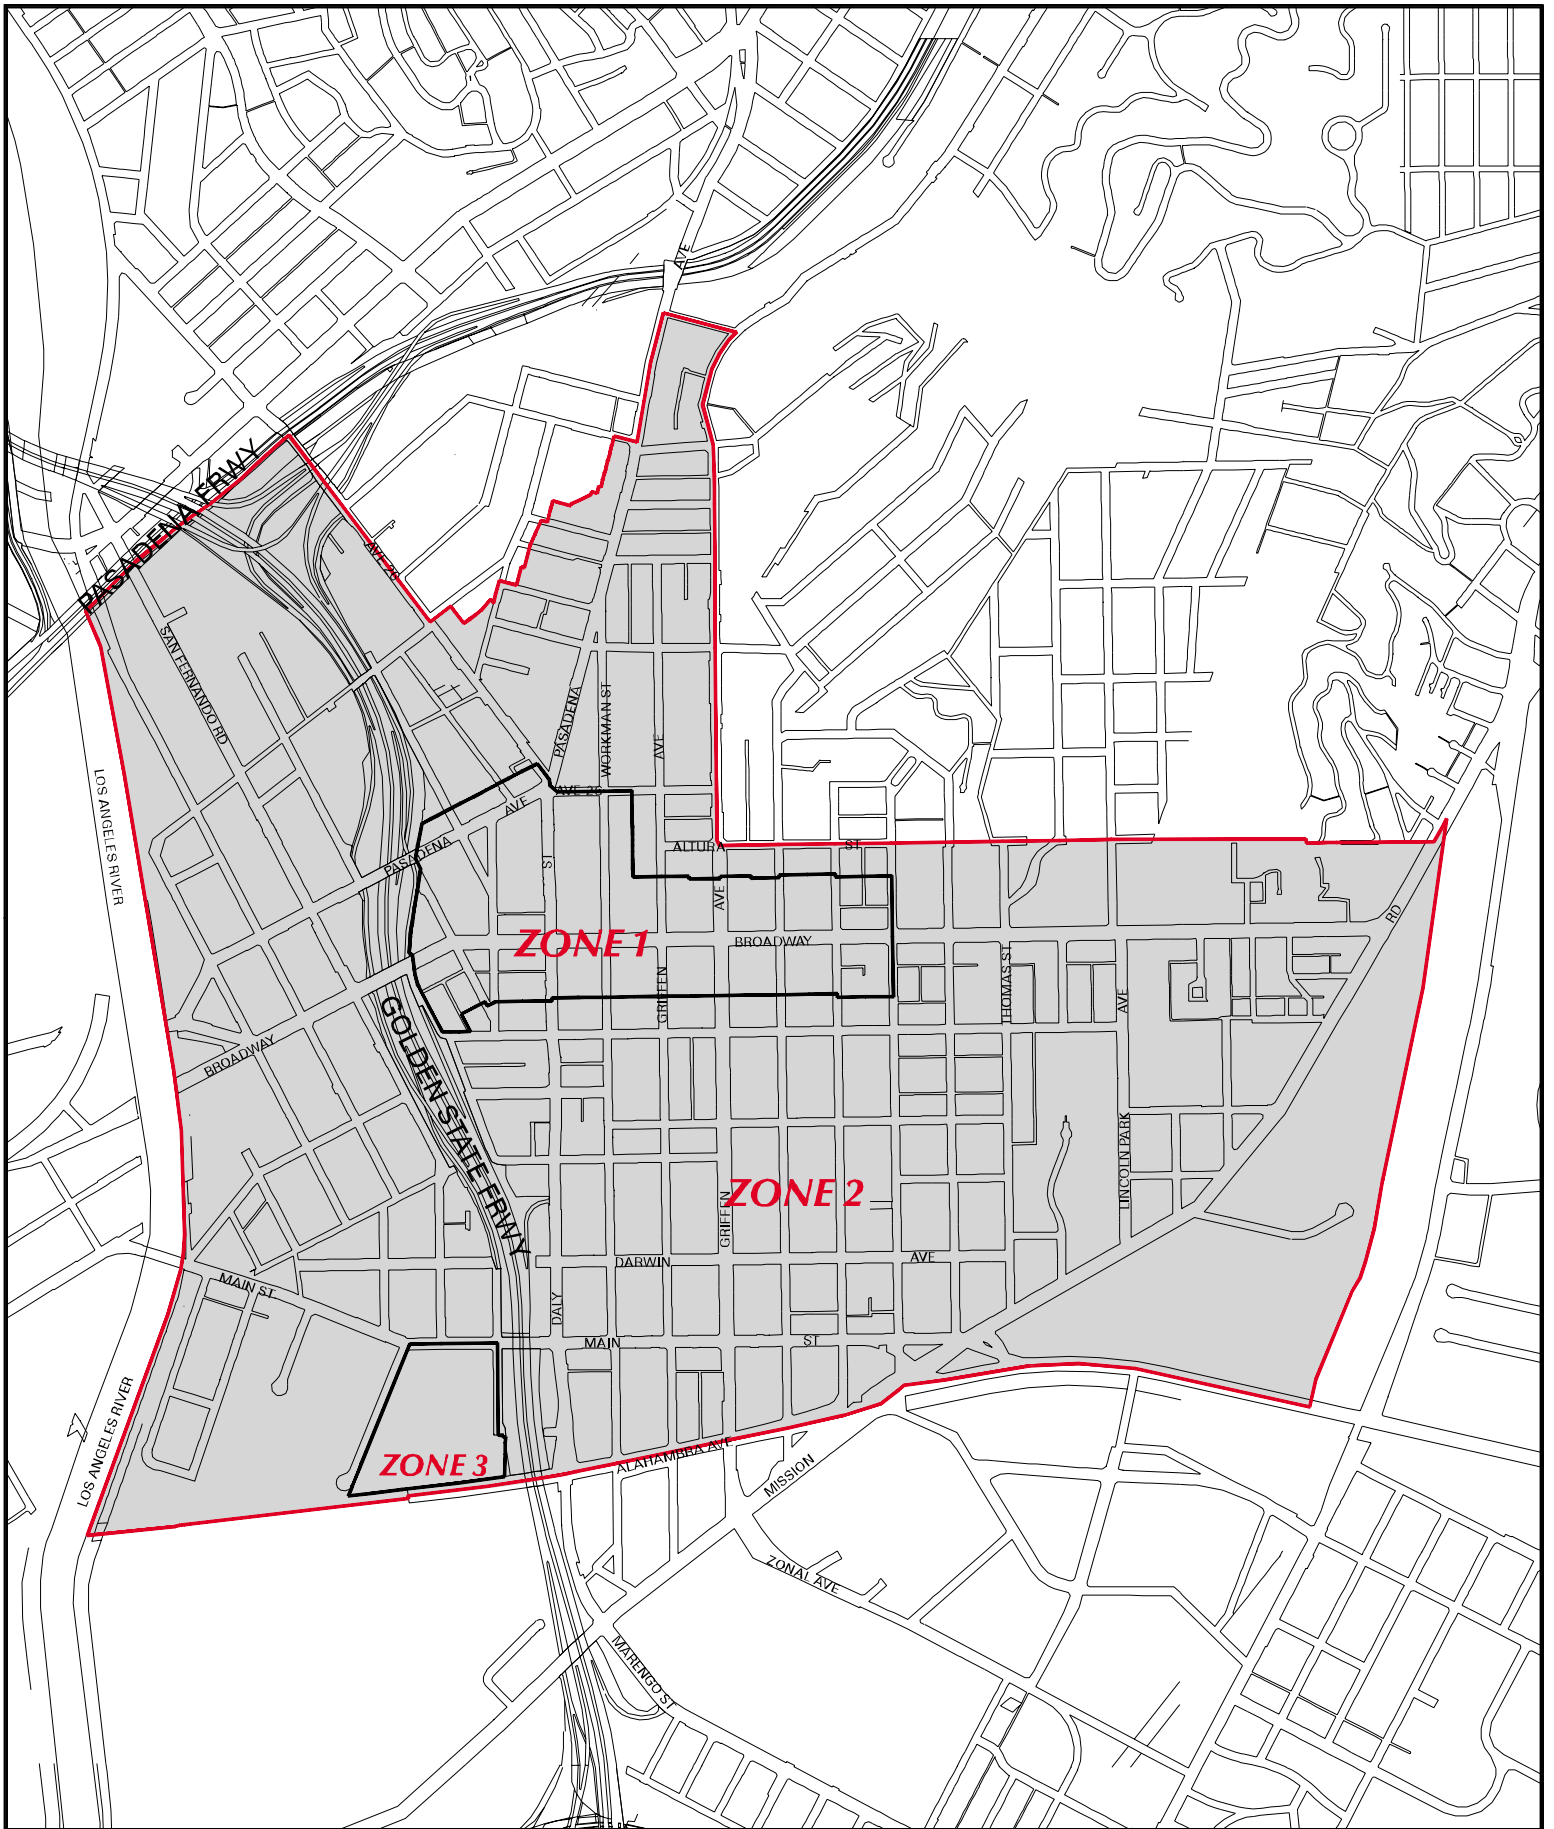 AVE
PASADENA FRWY
AVE 26
SAN FERNANDO RD
PASADENA
WORKMAN ST
AVE
LOS ANGELES RIVER
AVE 26
AVE
PASADENA
ST
ALTURA
ST
AVE
RD
ZONE 1
BROADWAY
GRIFFEN
THOMAS ST
AVE
GOLDEN STATE FRWY
BROADWAY
LINCOLN PARK
ZONE 2
GRIFFEN
DARWIN
AVE
MAIN ST.
DALY
MAIN
ST
LOS ANGELES RIVER
ZONE 3
ALAHAMBRA AVE
MISSION
ZONAL AVE
MARENGO ST